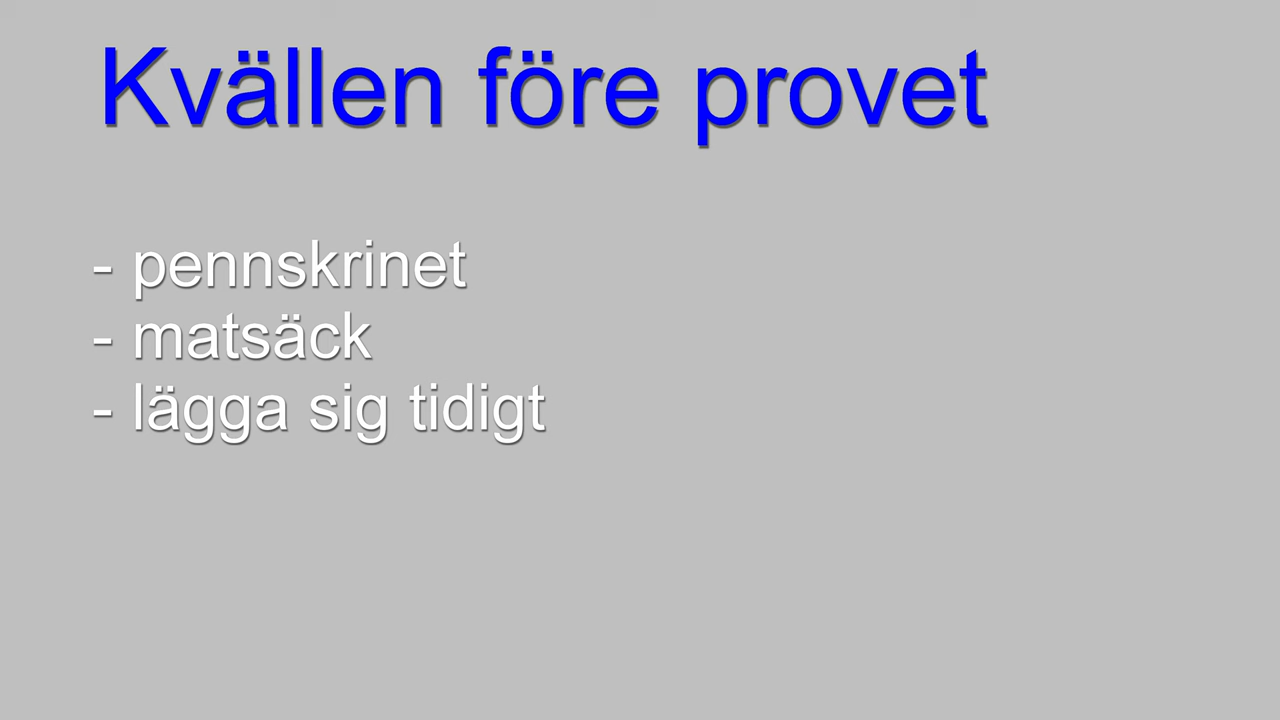 Kvällen före provet
- pennskrinet
- matsäck
- lägga sig tidigt